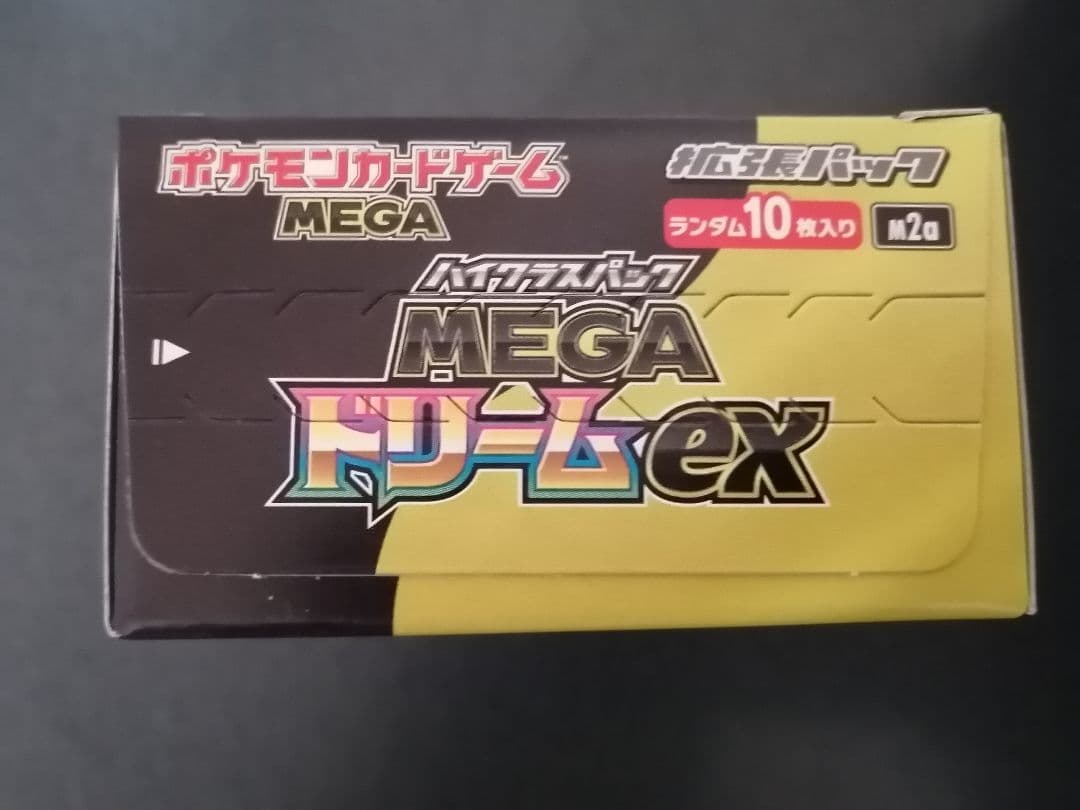 ポケモンカードゲーム™
MEGA
拡張パック
ランダム10枚入り
M2a
ハイクラスパック
MEGA
ドリームex